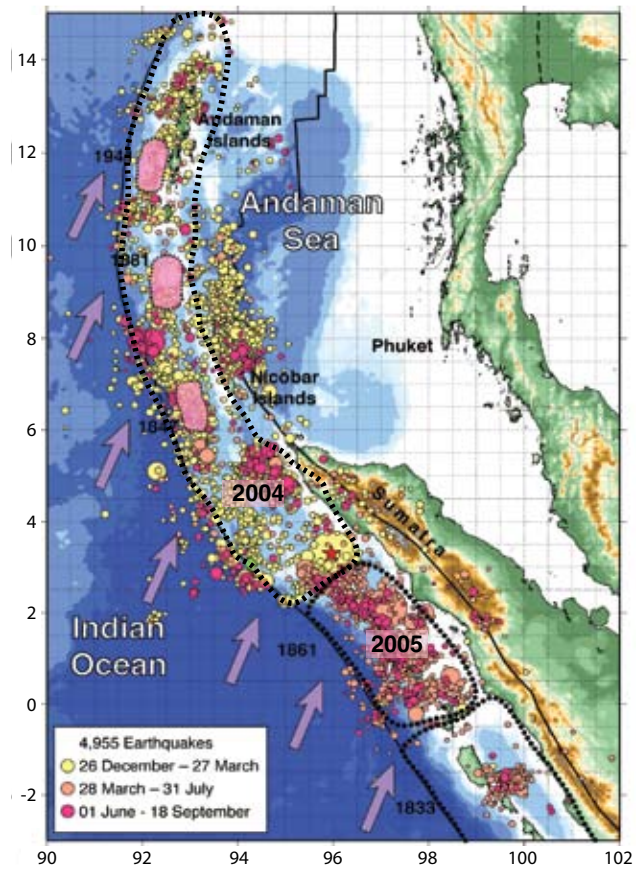 14
12
10
8
6
4
2
0
-2
90
92
94
96
98
100
102
Andaman
Islands
Andaman
Sea
1881
Phuket
Nicobar
Islands
1847
2004
Sumatra
Indian
Ocean
1861
2005
1833
4,955 Earthquakes
26 December – 27 March
28 March – 31 July
01 June - 18 September